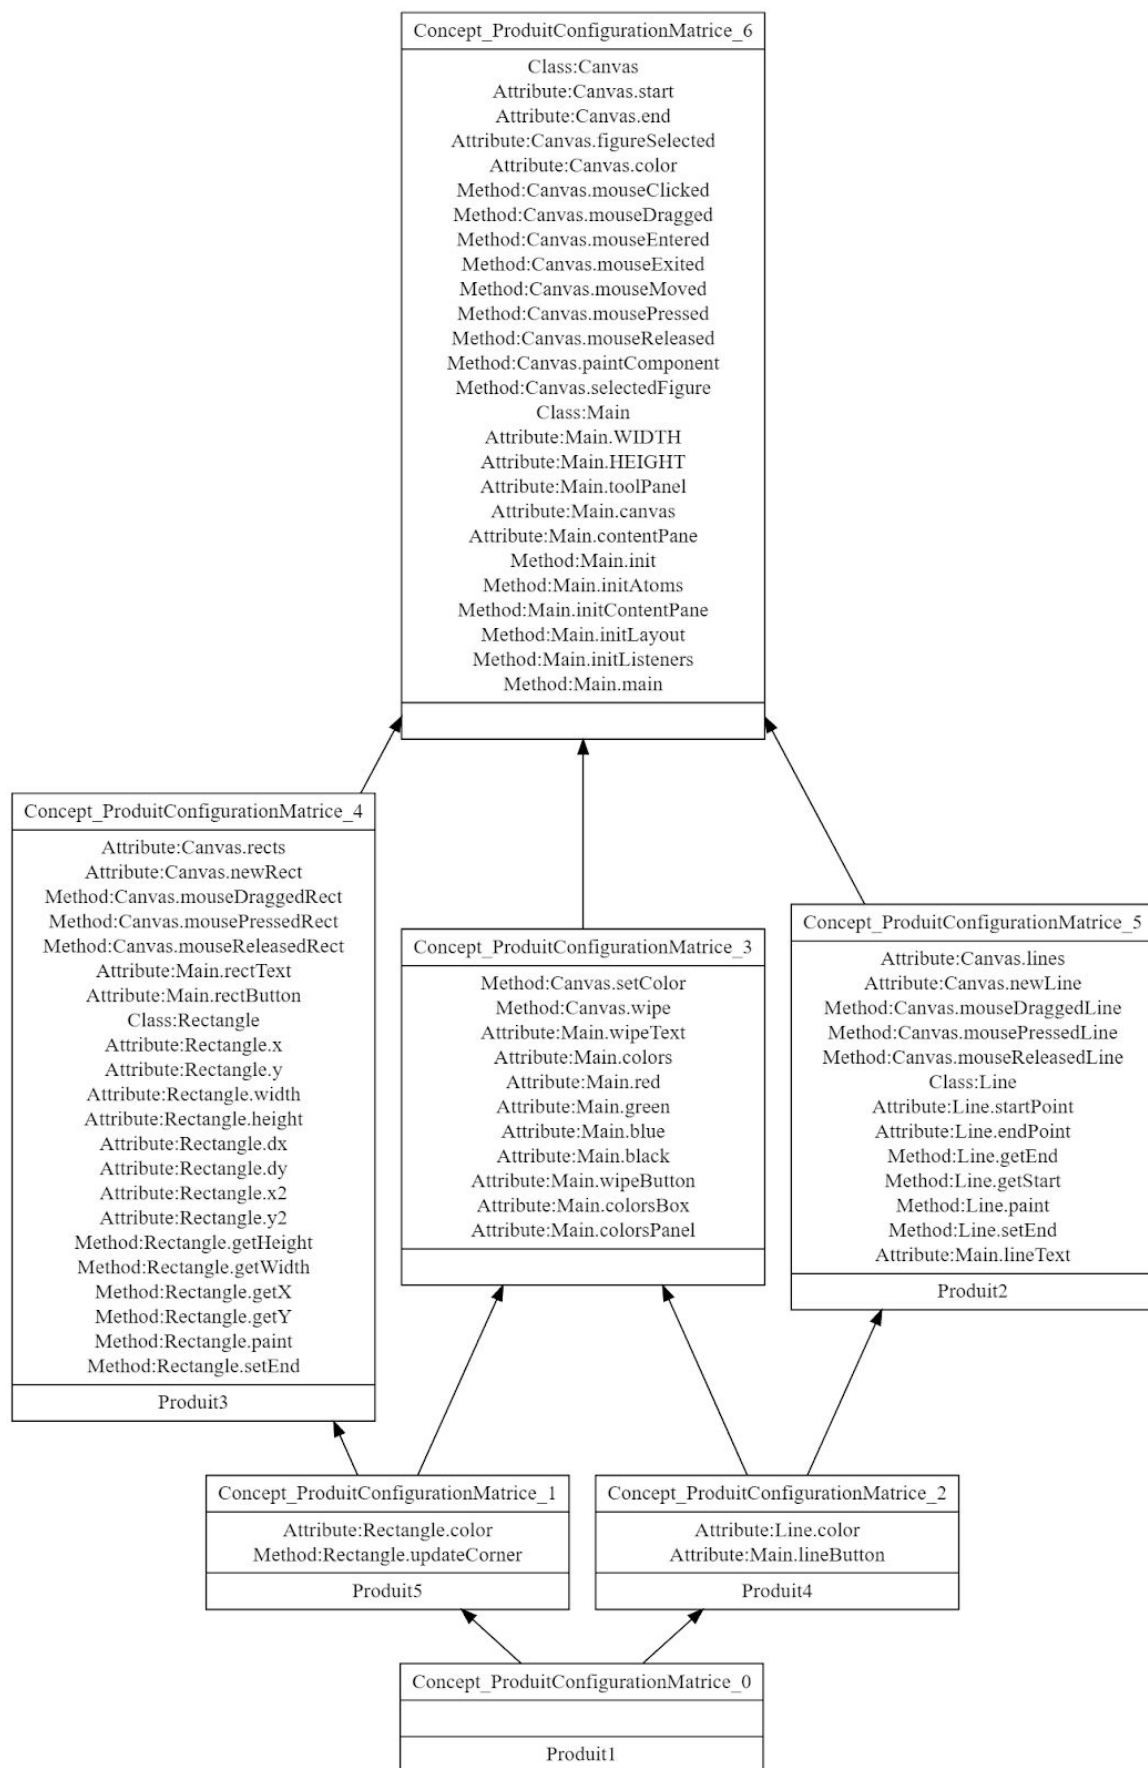 Concept_ProduitConfigurationMatrice_6
Class:Canvas
Attribute:Canvas.start
Attribute:Canvas.end
Attribute:Canvas.figureSelected
Attribute:Canvas.color
Method:Canvas.mouseClicked
Method:Canvas.mouseDragged
Method:Canvas.mouseEntered
Method:Canvas.mouseExited
Method:Canvas.mouseMoved
Method:Canvas.mousePressed
Method:Canvas.mouseReleased
Method:Canvas.paintComponent
Method:Canvas.selectedFigure
Class:Main
Attribute:Main.WIDTH
Attribute:Main.HEIGHT
Attribute:Main.toolPanel
Attribute:Main.canvas
Attribute:Main.contentPane
Method:Main.init
Method:Main.initAtoms
Method:Main.initContentPane
Method:Main.initLayout
Method:Main.initListeners
Method:Main.main
Concept_ProduitConfigurationMatrice_4
Attribute:Canvas.rects
Attribute:Canvas.newRect
Method:Canvas.mouseDraggedRect
Method:Canvas.mousePressedRect
Method:Canvas.mouseReleasedRect
Attribute:Main.rectText
Attribute:Main.rectButton
Class:Rectangle
Attribute:Rectangle.x
Attribute:Rectangle.y
Attribute:Rectangle.width
Attribute:Rectangle.height
Attribute:Rectangle.dx
Attribute:Rectangle.dy
Attribute:Rectangle.x2
Attribute:Rectangle.y2
Method:Rectangle.getHeight
Method:Rectangle.getWidth
Method:Rectangle.getX
Method:Rectangle.getY
Method:Rectangle.paint
Method:Rectangle.setEnd
Produit3
Concept_ProduitConfigurationMatrice_3
Method:Canvas.setColor
Method:Canvas.wipe
Attribute:Main.wipeText
Attribute:Main.colors
Attribute:Main.red
Attribute:Main.green
Attribute:Main.blue
Attribute:Main.black
Attribute:Main.wipeButton
Attribute:Main.colorsBox
Attribute:Main.colorsPanel
Concept_ProduitConfigurationMatrice_5
Attribute:Canvas.lines
Attribute:Canvas.newLine
Method:Canvas.mouseDraggedLine
Method:Canvas.mousePressedLine
Method:Canvas.mouseReleasedLine
Class:Line
Attribute:Line.startPoint
Attribute:Line.endPoint
Method:Line.getEnd
Method:Line.getStart
Method:Line.paint
Method:Line.setEnd
Attribute:Main.lineText
Produit2
Concept_ProduitConfigurationMatrice_1
Attribute:Rectangle.color
Method:Rectangle.updateCorner
Produit5
Concept_ProduitConfigurationMatrice_2
Attribute:Line.color
Attribute:Main.lineButton
Produit4
Concept_ProduitConfigurationMatrice_0
Produit1